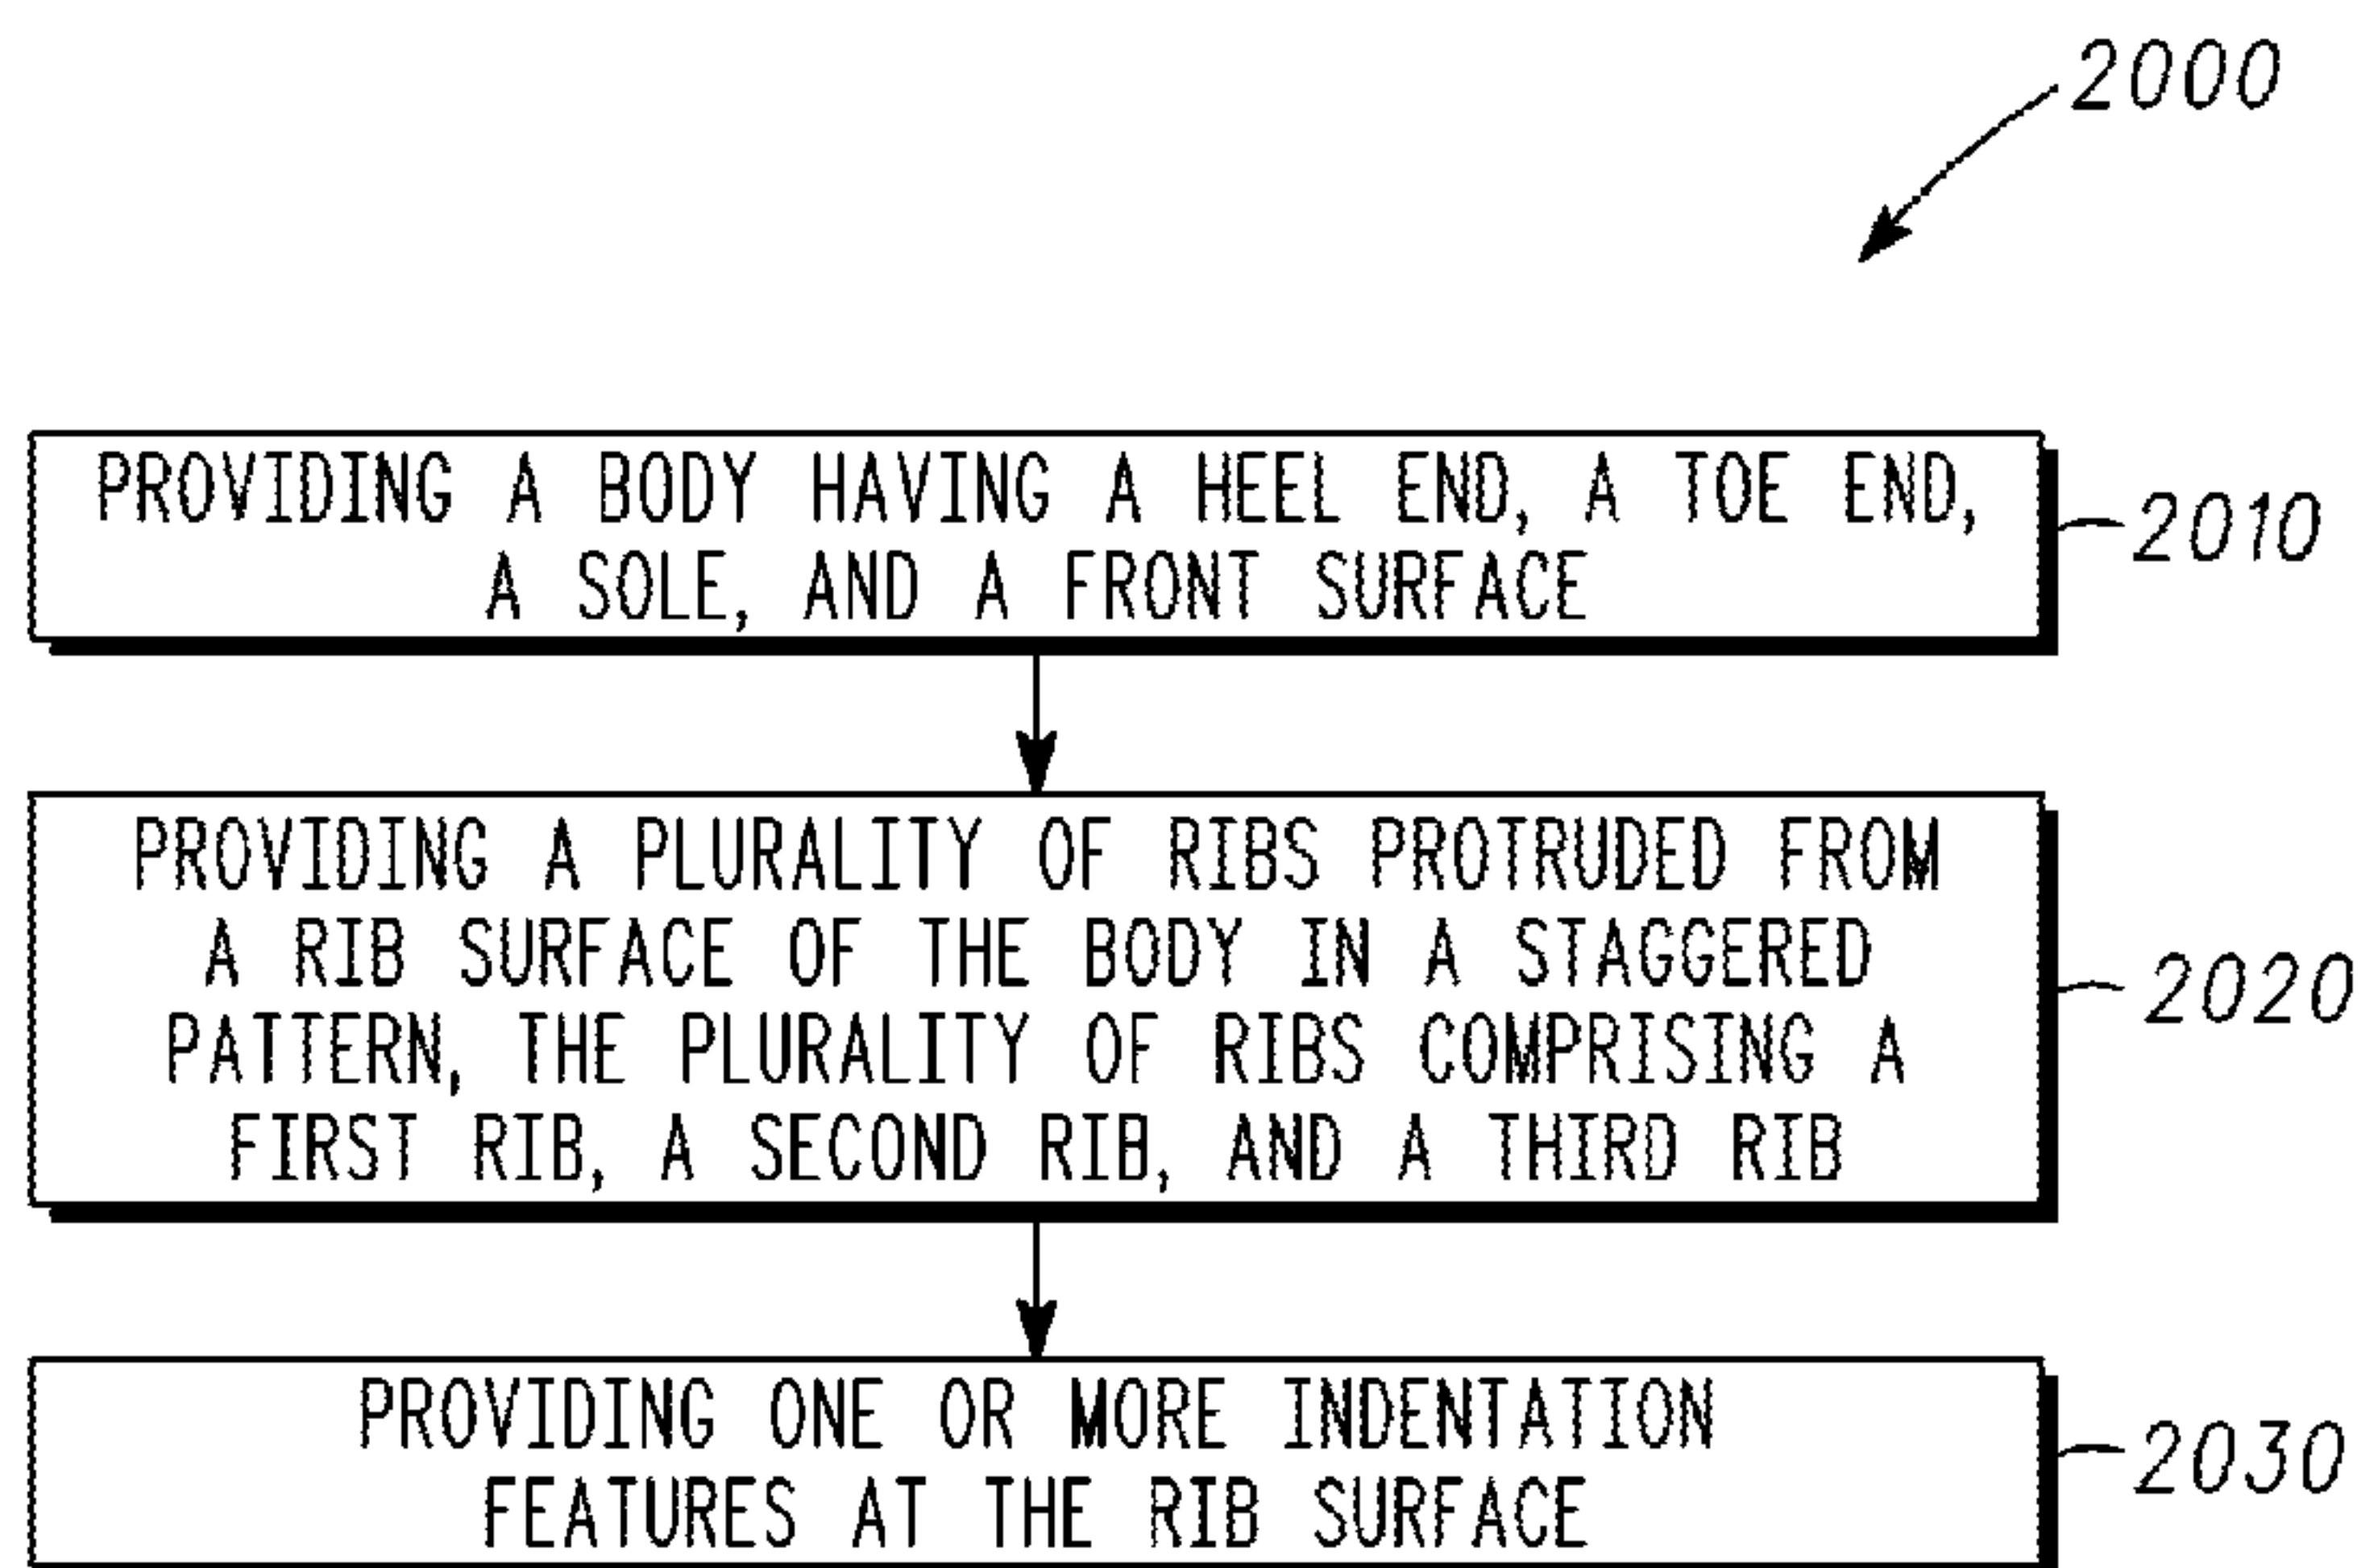 2000
PROVIDING A BODY HAVING A HEEL END, A TOE END,
A SOLE, AND A FRONT SURFACE
2010
PROVIDING A PLURALITY OF RIBS PROTRUDED FROM
A RIB SURFACE OF THE BODY IN A STAGGERED
PATTERN, THE PLURALITY OF RIBS COMPRISING A
FIRST RIB, A SECOND RIB, AND A THIRD RIB
2020
PROVIDING ONE OR MORE INDENTATION
FEATURES AT THE RIB SURFACE
2030